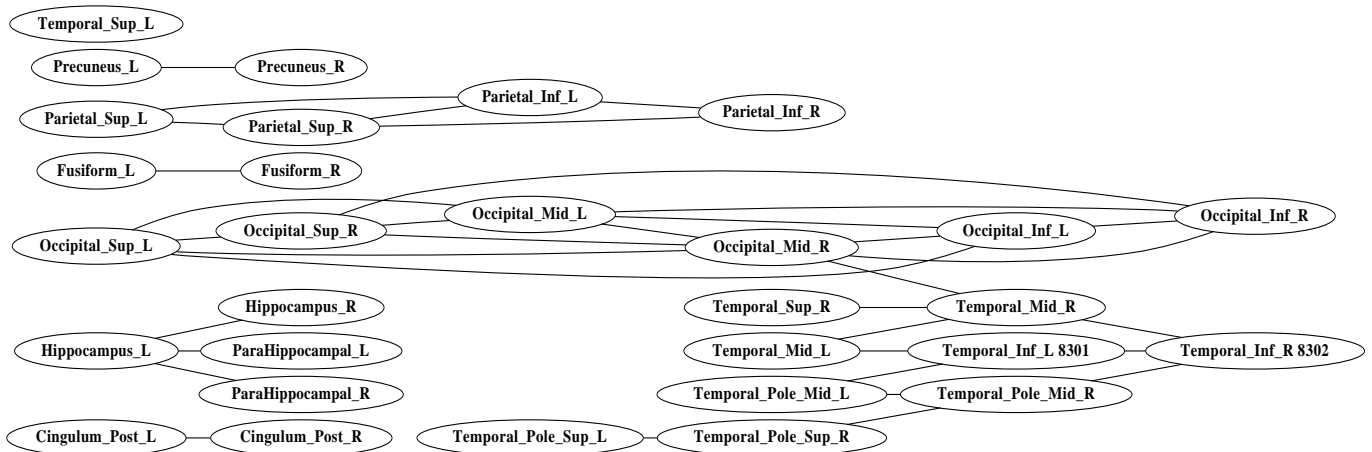 Temporal_Sup_L
Precuneus_L
Precuneus_R
Parietal_Sup_L
Parietal_Sup_R
Parietal_Inf_L
Parietal_Inf_R
Fusiform_L
Fusiform_R
Occipital_Sup_L
Occipital_Sup_R
Occipital_Mid_L
Occipital_Mid_R
Occipital_Inf_L
Occipital_Inf_R
Hippocampus_R
Temporal_Sup_R
Temporal_Mid_R
Hippocampus_L
ParaHippocampal_L
Temporal_Mid_L
Temporal_Inf_L 8301
Temporal_Inf_R 8302
ParaHippocampal_R
Temporal_Pole_Mid_L
Temporal_Pole_Mid_R
Cingulum_Post_L
Cingulum_Post_R
Temporal_Pole_Sup_L
Temporal_Pole_Sup_R